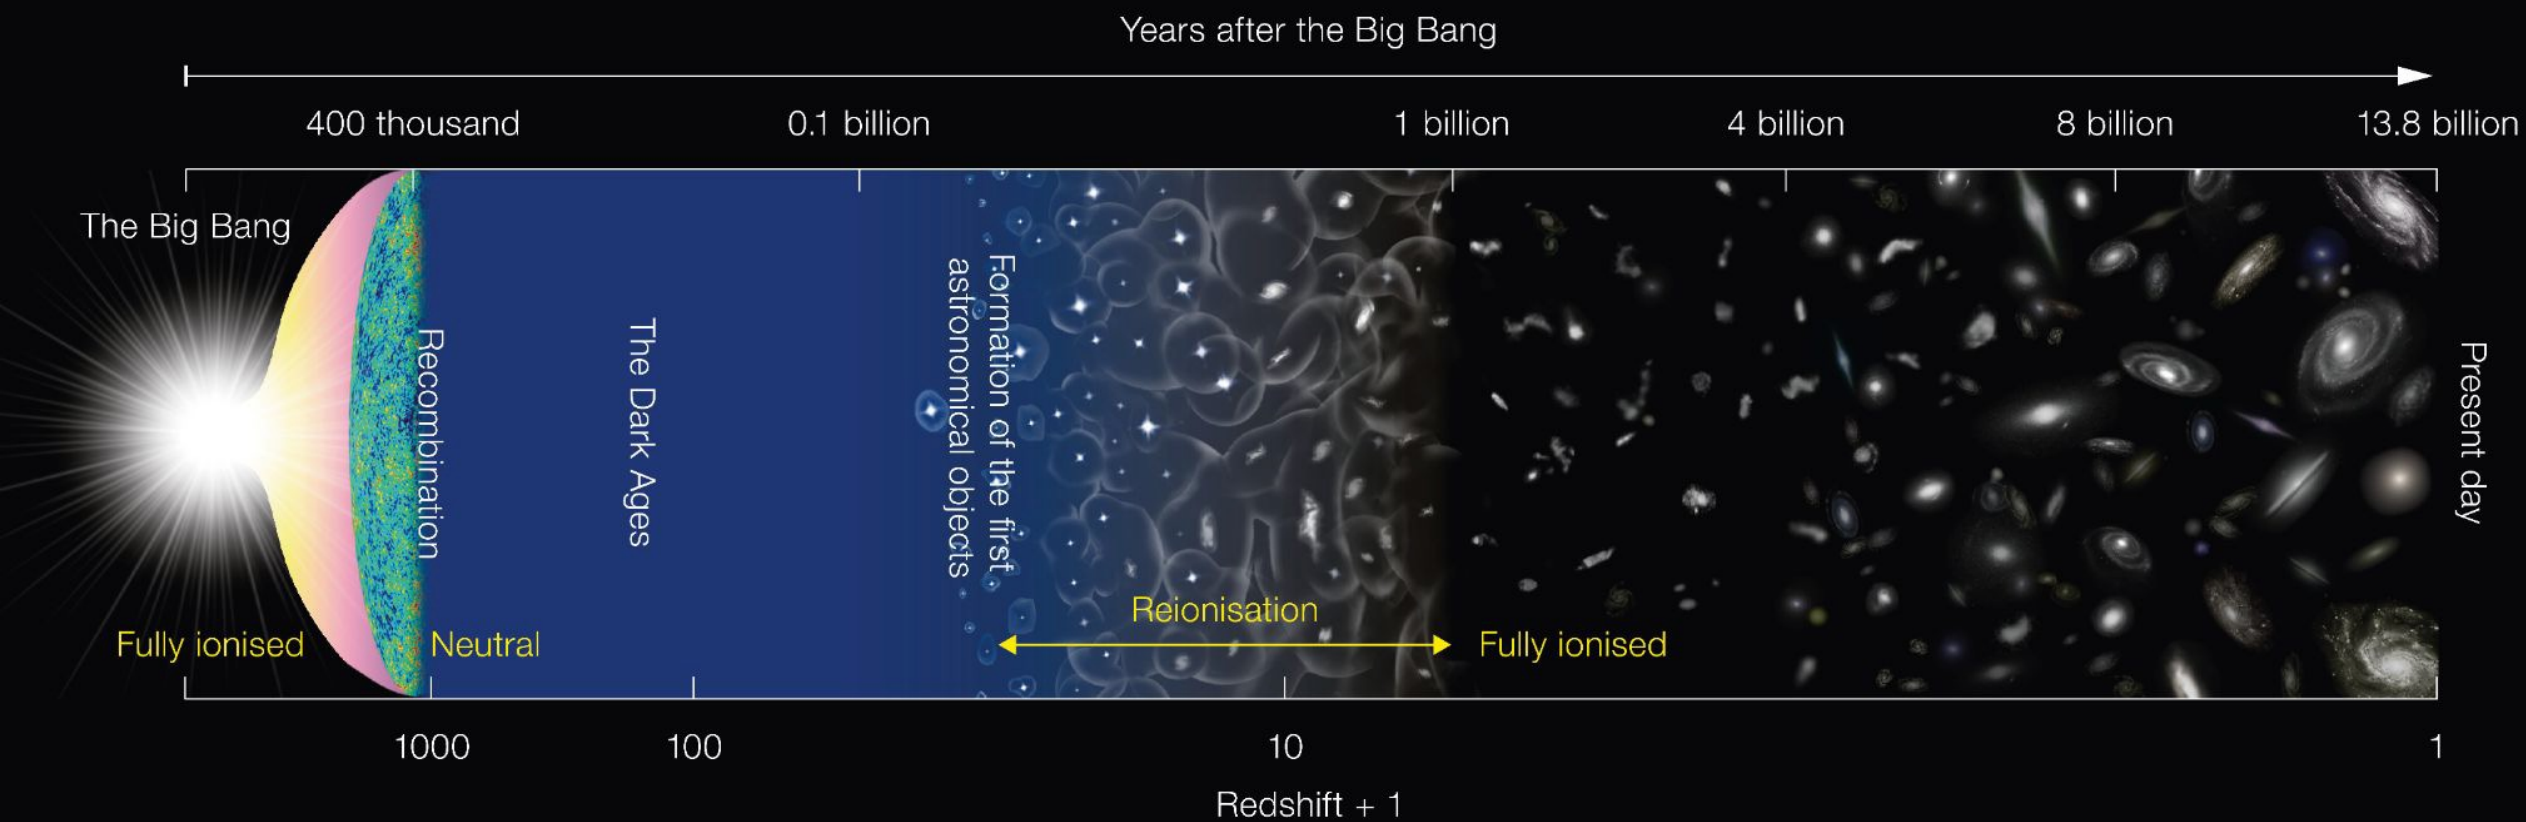 Years after the Big Bang
400 thousand
0.1 billion
1 billion
4 billion
8 billion
13.8 billion
The Big Bang
Recombination
The Dark Ages
Formation of the first
astronomical objects
Present day
Reionisation
Fully ionised
Neutral
Fully ionised
1000
100
10
1
Redshift + 1